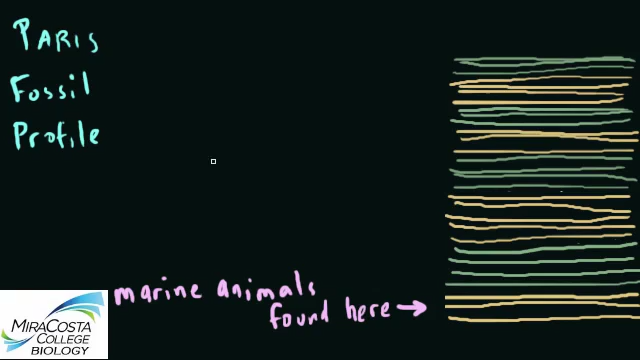 PARIS
Fossil
Profile
marine animals
found here
MIRACOSTA
COLLEGE
BIOLOGY